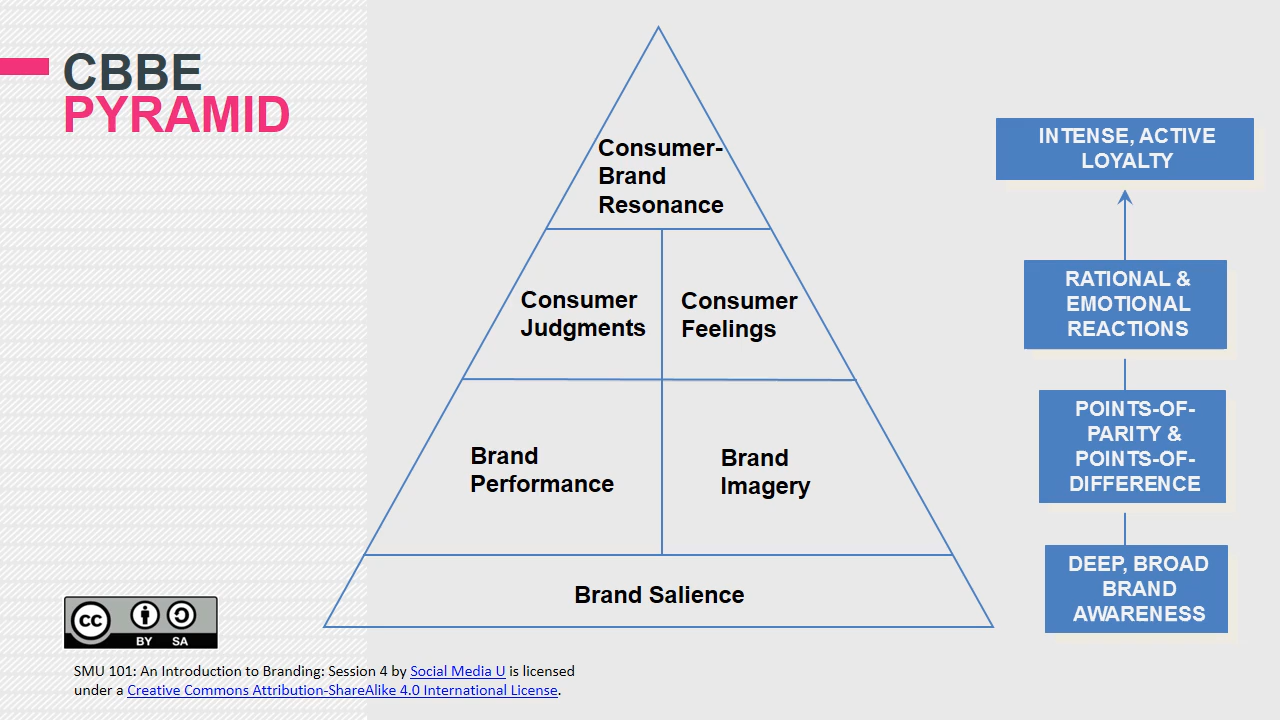 CBBE
PYRAMID
Consumer-
Brand
Resonance
Consumer
Judgments
Consumer
Feelings
Brand
Performance
Brand
Imagery
Brand Salience
INTENSE, ACTIVE
LOYALTY
RATIONAL &
EMOTIONAL
REACTIONS
POINTS-OF-
PARITY &
POINTS-OF-
DIFFERENCE
DEEP, BROAD
BRAND
AWARENESS
CC
BY SA
SMU 101: An Introduction to Branding: Session 4 by Social Media U is licensed
under a Creative Commons Attribution-ShareAlike 4.0 International License.